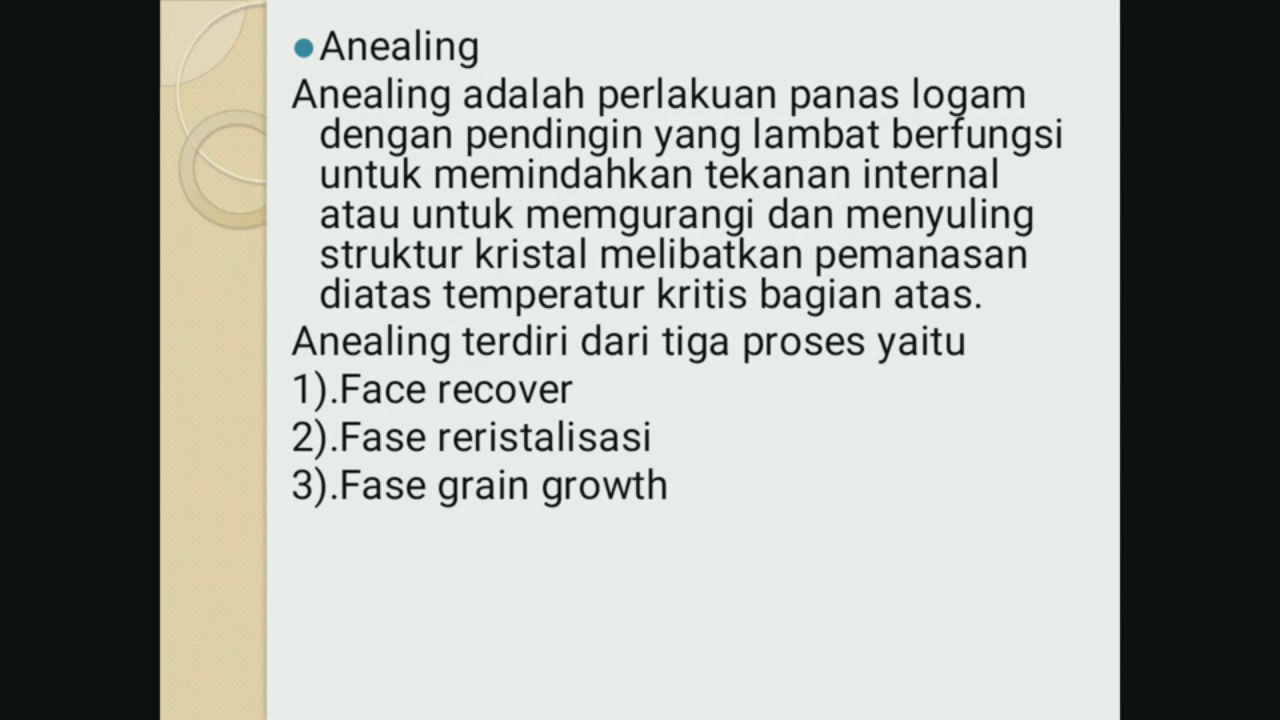 Anealing
Anealing adalah perlakuan panas logam
dengan pendingin yang lambat berfungsi
untuk memindahkan tekanan internal
atau untuk memgurangi dan menyuling
struktur kristal melibatkan pemanasan
diatas temperatur kritis bagian atas.
Anealing terdiri dari tiga proses yaitu
1).Face recover
2).Fase reristalisasi
3).Fase grain growth